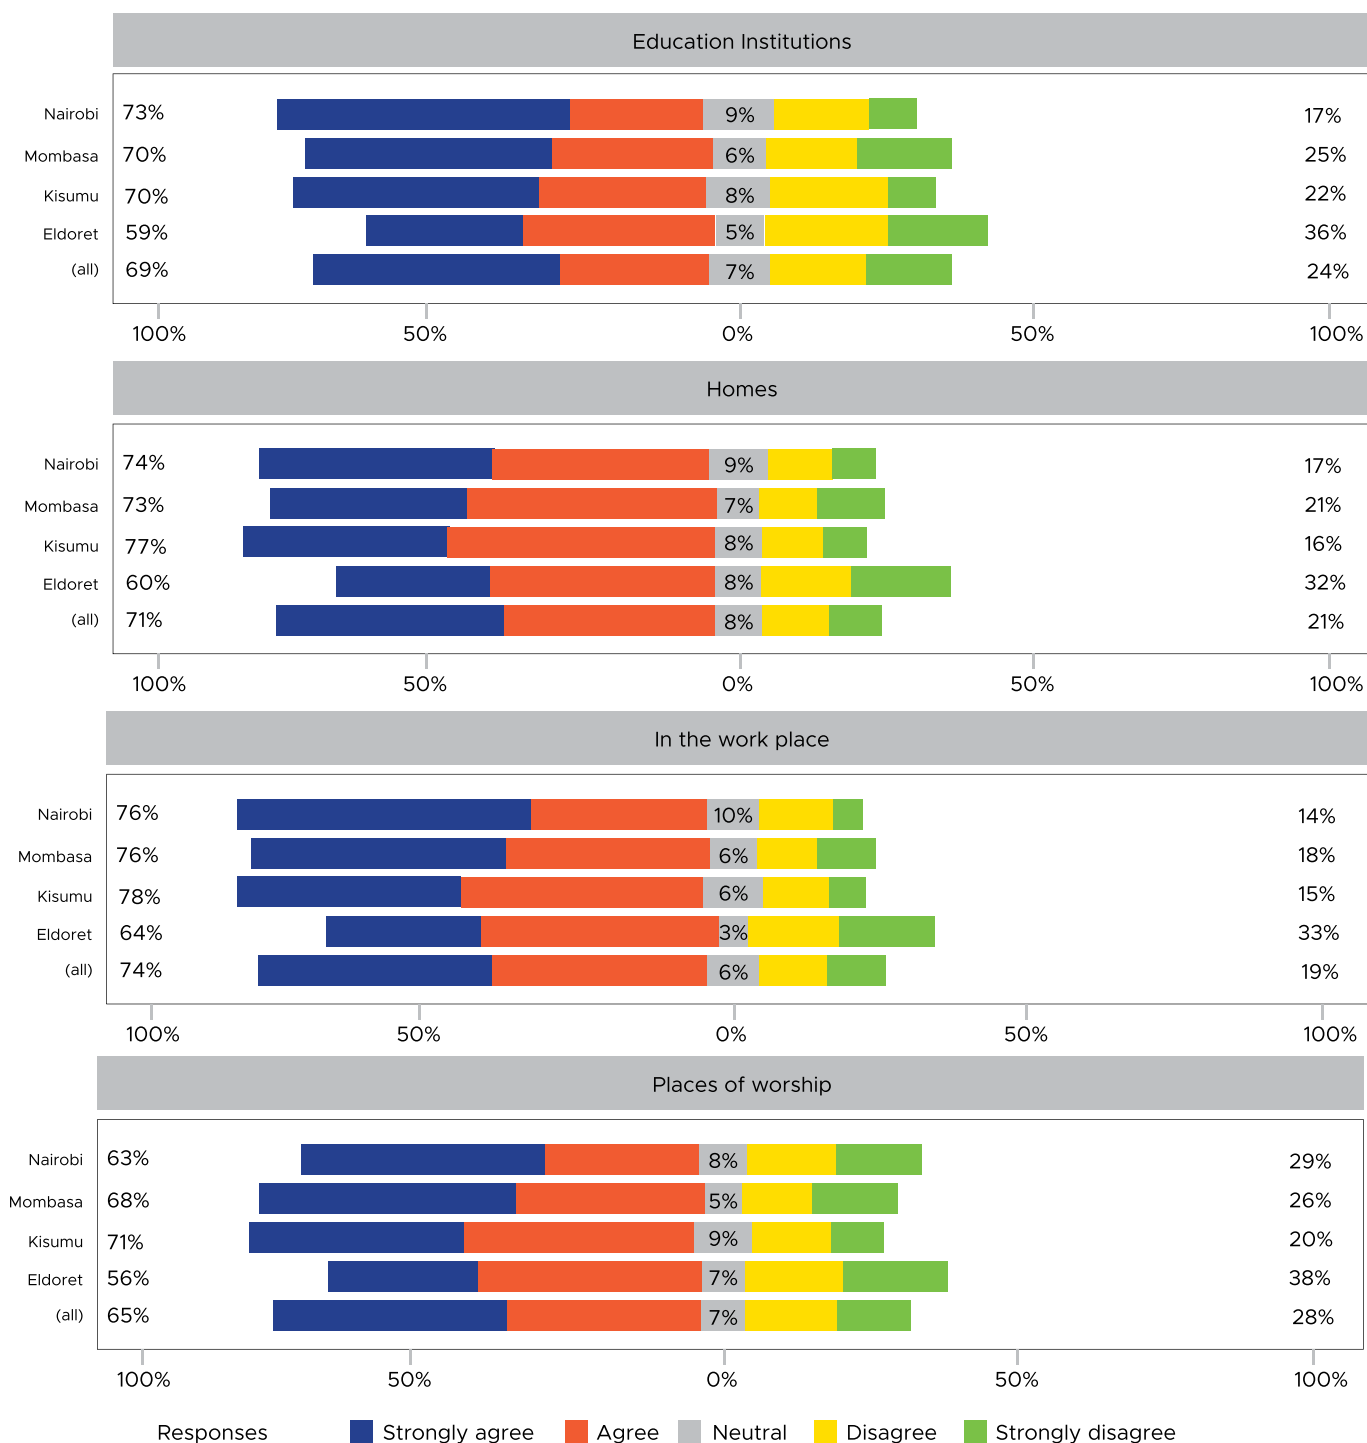 Education Institutions
Nairobi 73% 9% 17%
Mombasa 70% 6% 25%
Kisumu 70% 8% 22%
Eldoret 59% 5% 36%
(all) 69% 7% 24%
100% 50% 0% 50% 100%
Homes
Nairobi 74% 9% 17%
Mombasa 73% 7% 21%
Kisumu 77% 8% 16%
Eldoret 60% 8% 32%
(all) 71% 8% 21%
100% 50% 0% 50% 100%
In the work place
Nairobi 76% 10% 14%
Mombasa 76% 6% 18%
Kisumu 78% 6% 15%
Eldoret 64% 3% 33%
(all) 74% 6% 19%
100% 50% 0% 50% 100%
Places of worship
Nairobi 63% 8% 29%
Mombasa 68% 5% 26%
Kisumu 71% 9% 20%
Eldoret 56% 7% 38%
(all) 65% 7% 28%
100% 50% 0% 50% 100%
Responses Strongly agree Agree Neutral Disagree Strongly disagree